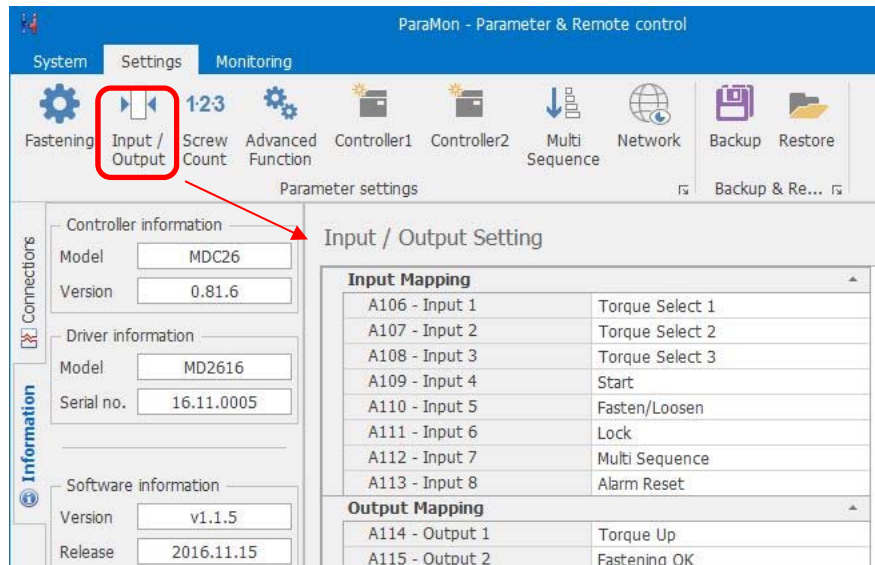 ParaMon - Parameter & Remote control
System Settings Monitoring
Fastening Input / Output Screw Count Advanced Function Controller1 Controller2 Multi Sequence Network Backup Restore
1·2·3
Parameter settings Backup & Re...
Connections
Information
Controller information
Model MDC26
Version 0.81.6
Driver information
Model MD2616
Serial no. 16.11.0005
Software information
Version v1.1.5
Release 2016.11.15
Input / Output Setting
Input Mapping
A106 - Input 1 Torque Select 1
A107 - Input 2 Torque Select 2
A108 - Input 3 Torque Select 3
A109 - Input 4 Start
A110 - Input 5 Fasten/Loosen
A111 - Input 6 Lock
A112 - Input 7 Multi Sequence
A113 - Input 8 Alarm Reset
Output Mapping
A114 - Output 1 Torque Up
A115 - Output 2 Fastening OK